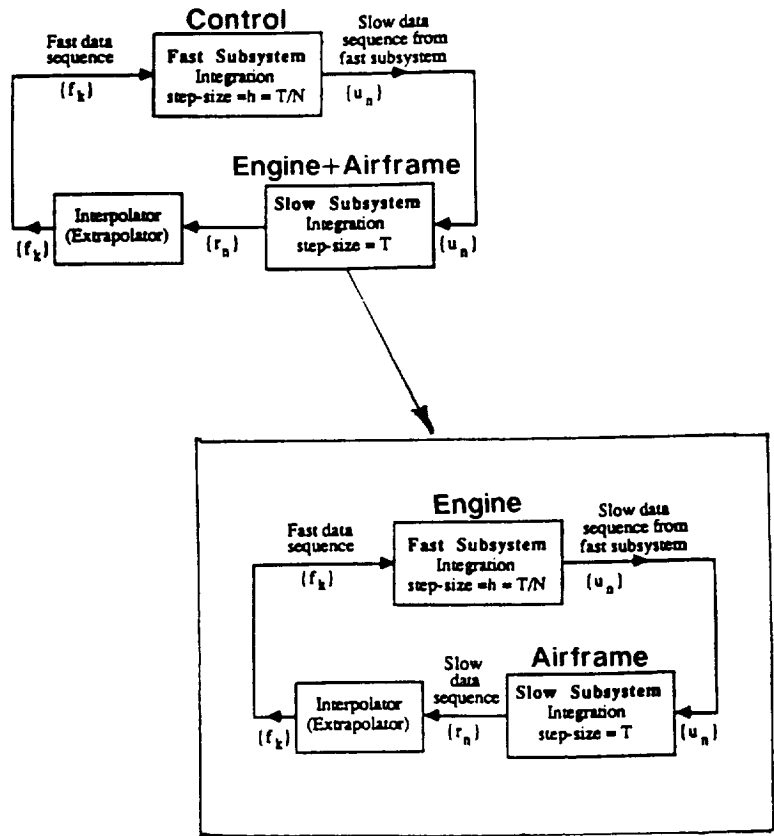 Control
Fast data
sequence
{f_k}
Fast Subsystem
Integration
step-size =h = T/N
Slow data
sequence from
fast subsystem
{u_n}
Engine+Airframe
Interpolator
(Extrapolator)
{f_k}
{r_n}
Slow Subsystem
Integration
step-size = T
{u_n}
Engine
Fast data
sequence
{f_k}
Fast Subsystem
Integration
step-size =h = T/N
Slow data
sequence from
fast subsystem
{u_n}
Airframe
Slow
data
sequence
Interpolator
(Extrapolator)
{f_k}
{r_n}
Slow Subsystem
Integration
step-size = T
{u_n}